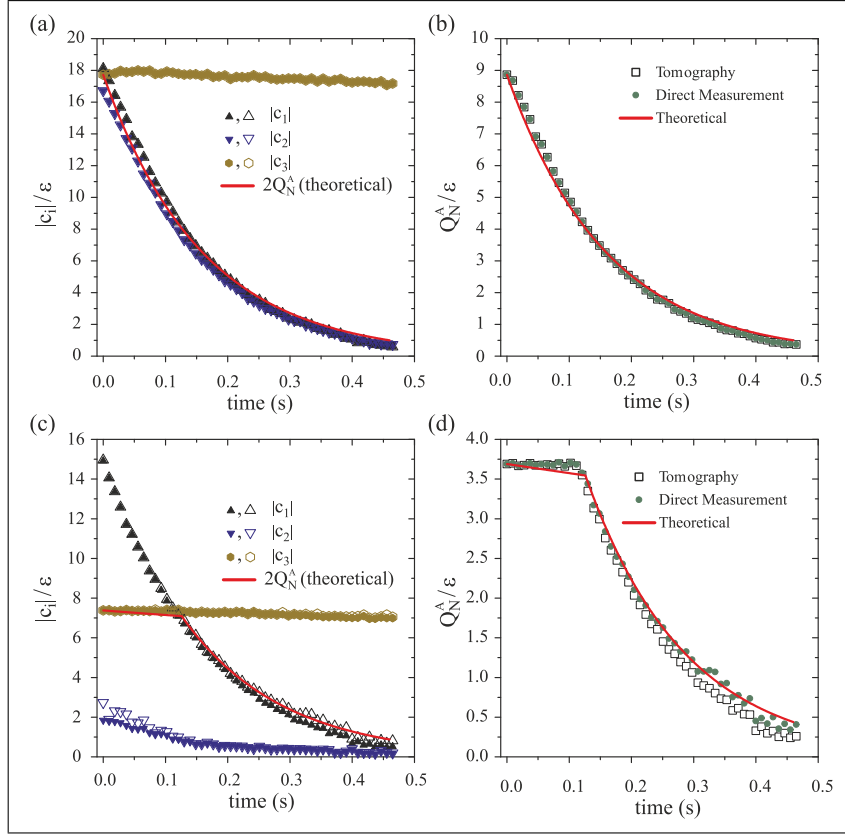 (a)
20
18
16
14
12
10
8
6
4
2
0
|c_i|/ε
▲, △ |c_1|
▼, ▽ |c_2|
|c_3|
2Q_N^A (theoretical)
0.0 0.1 0.2 0.3 0.4 0.5
time (s)
(b)
10
9
8
7
6
5
4
3
2
1
0
Q_N^A/ε
Tomography
Direct Measurement
Theoretical
0.0 0.1 0.2 0.3 0.4 0.5
time (s)
(c)
16
14
12
10
8
6
4
2
0
|c_i|/ε
▲, △ |c_1|
▼, ▽ |c_2|
|c_3|
2Q_N^A (theoretical)
0.0 0.1 0.2 0.3 0.4 0.5
time (s)
(d)
4.0
3.5
3.0
2.5
2.0
1.5
1.0
0.5
0.0
Q_N^A/ε
Tomography
Direct Measurement
Theoretical
0.0 0.1 0.2 0.3 0.4 0.5
time (s)